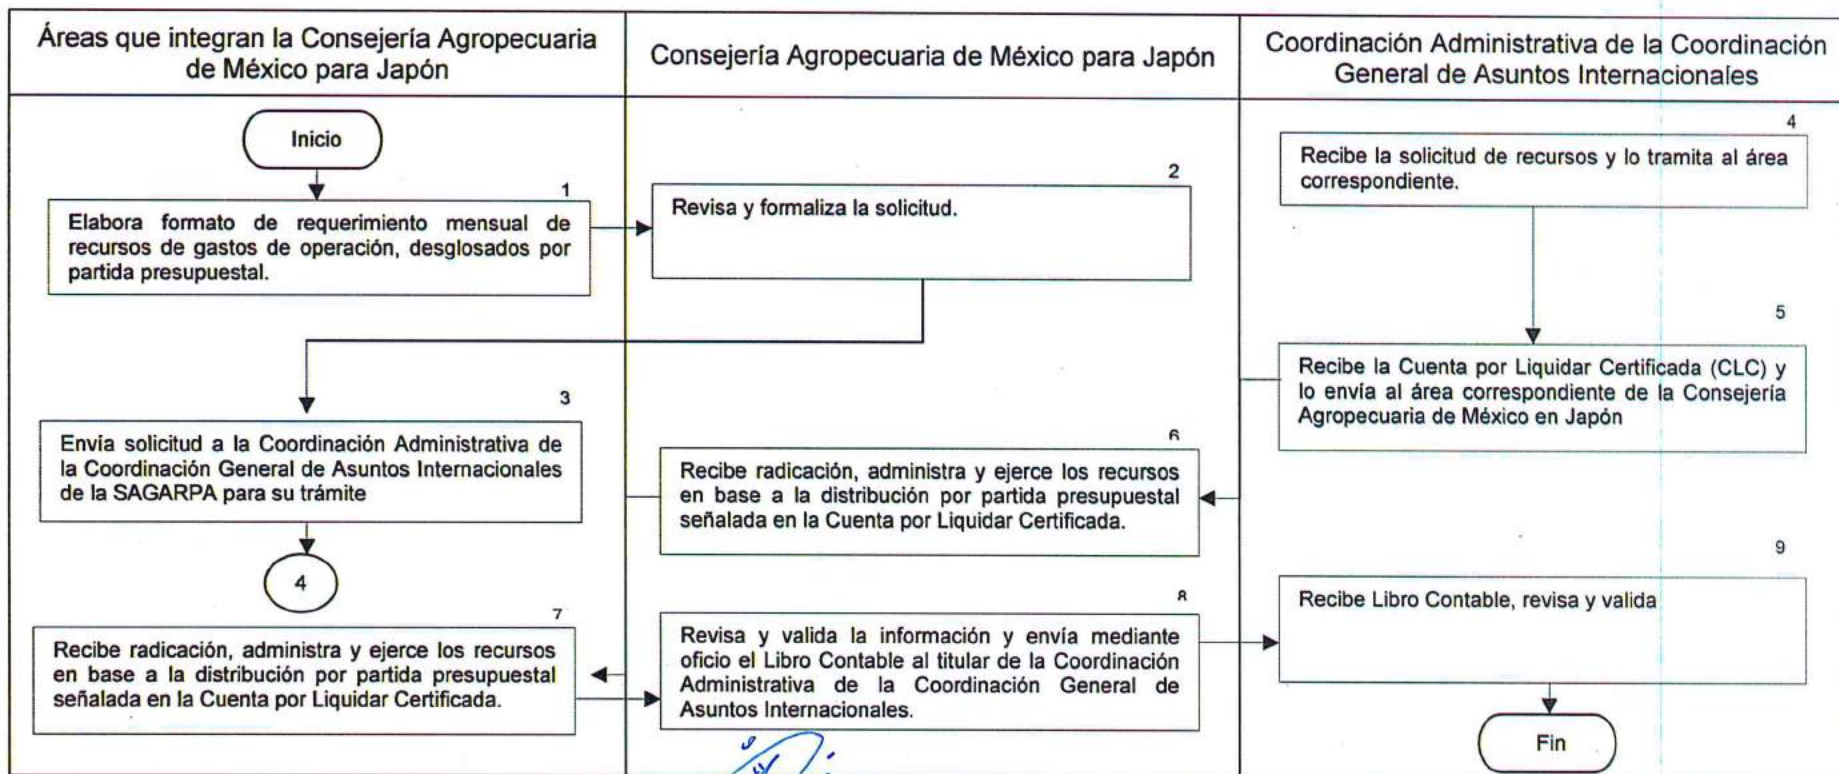 Áreas que integran la Consejería Agropecuaria
de México para Japón
Consejería Agropecuaria de México para Japón
Coordinación Administrativa de la Coordinación
General de Asuntos Internacionales
Inicio
1
Elabora formato de requerimiento mensual de
recursos de gastos de operación, desglosados por
partida presupuestal.
2
Revisa y formaliza la solicitud.
3
Envía solicitud a la Coordinación Administrativa de
la Coordinación General de Asuntos Internacionales
de la SAGARPA para su trámite
4
4
Recibe la solicitud de recursos y lo tramita al área
correspondiente.
5
Recibe la Cuenta por Liquidar Certificada (CLC) y
lo envía al área correspondiente de la Consejería
Agropecuaria de México en Japón
6
Recibe radicación, administra y ejerce los recursos
en base a la distribución por partida presupuestal
señalada en la Cuenta por Liquidar Certificada.
7
Recibe radicación, administra y ejerce los recursos
en base a la distribución por partida presupuestal
señalada en la Cuenta por Liquidar Certificada.
8
Revisa y valida la información y envía mediante
oficio el Libro Contable al titular de la Coordinación
Administrativa de la Coordinación General de
Asuntos Internacionales.
9
Recibe Libro Contable, revisa y valida
Fin